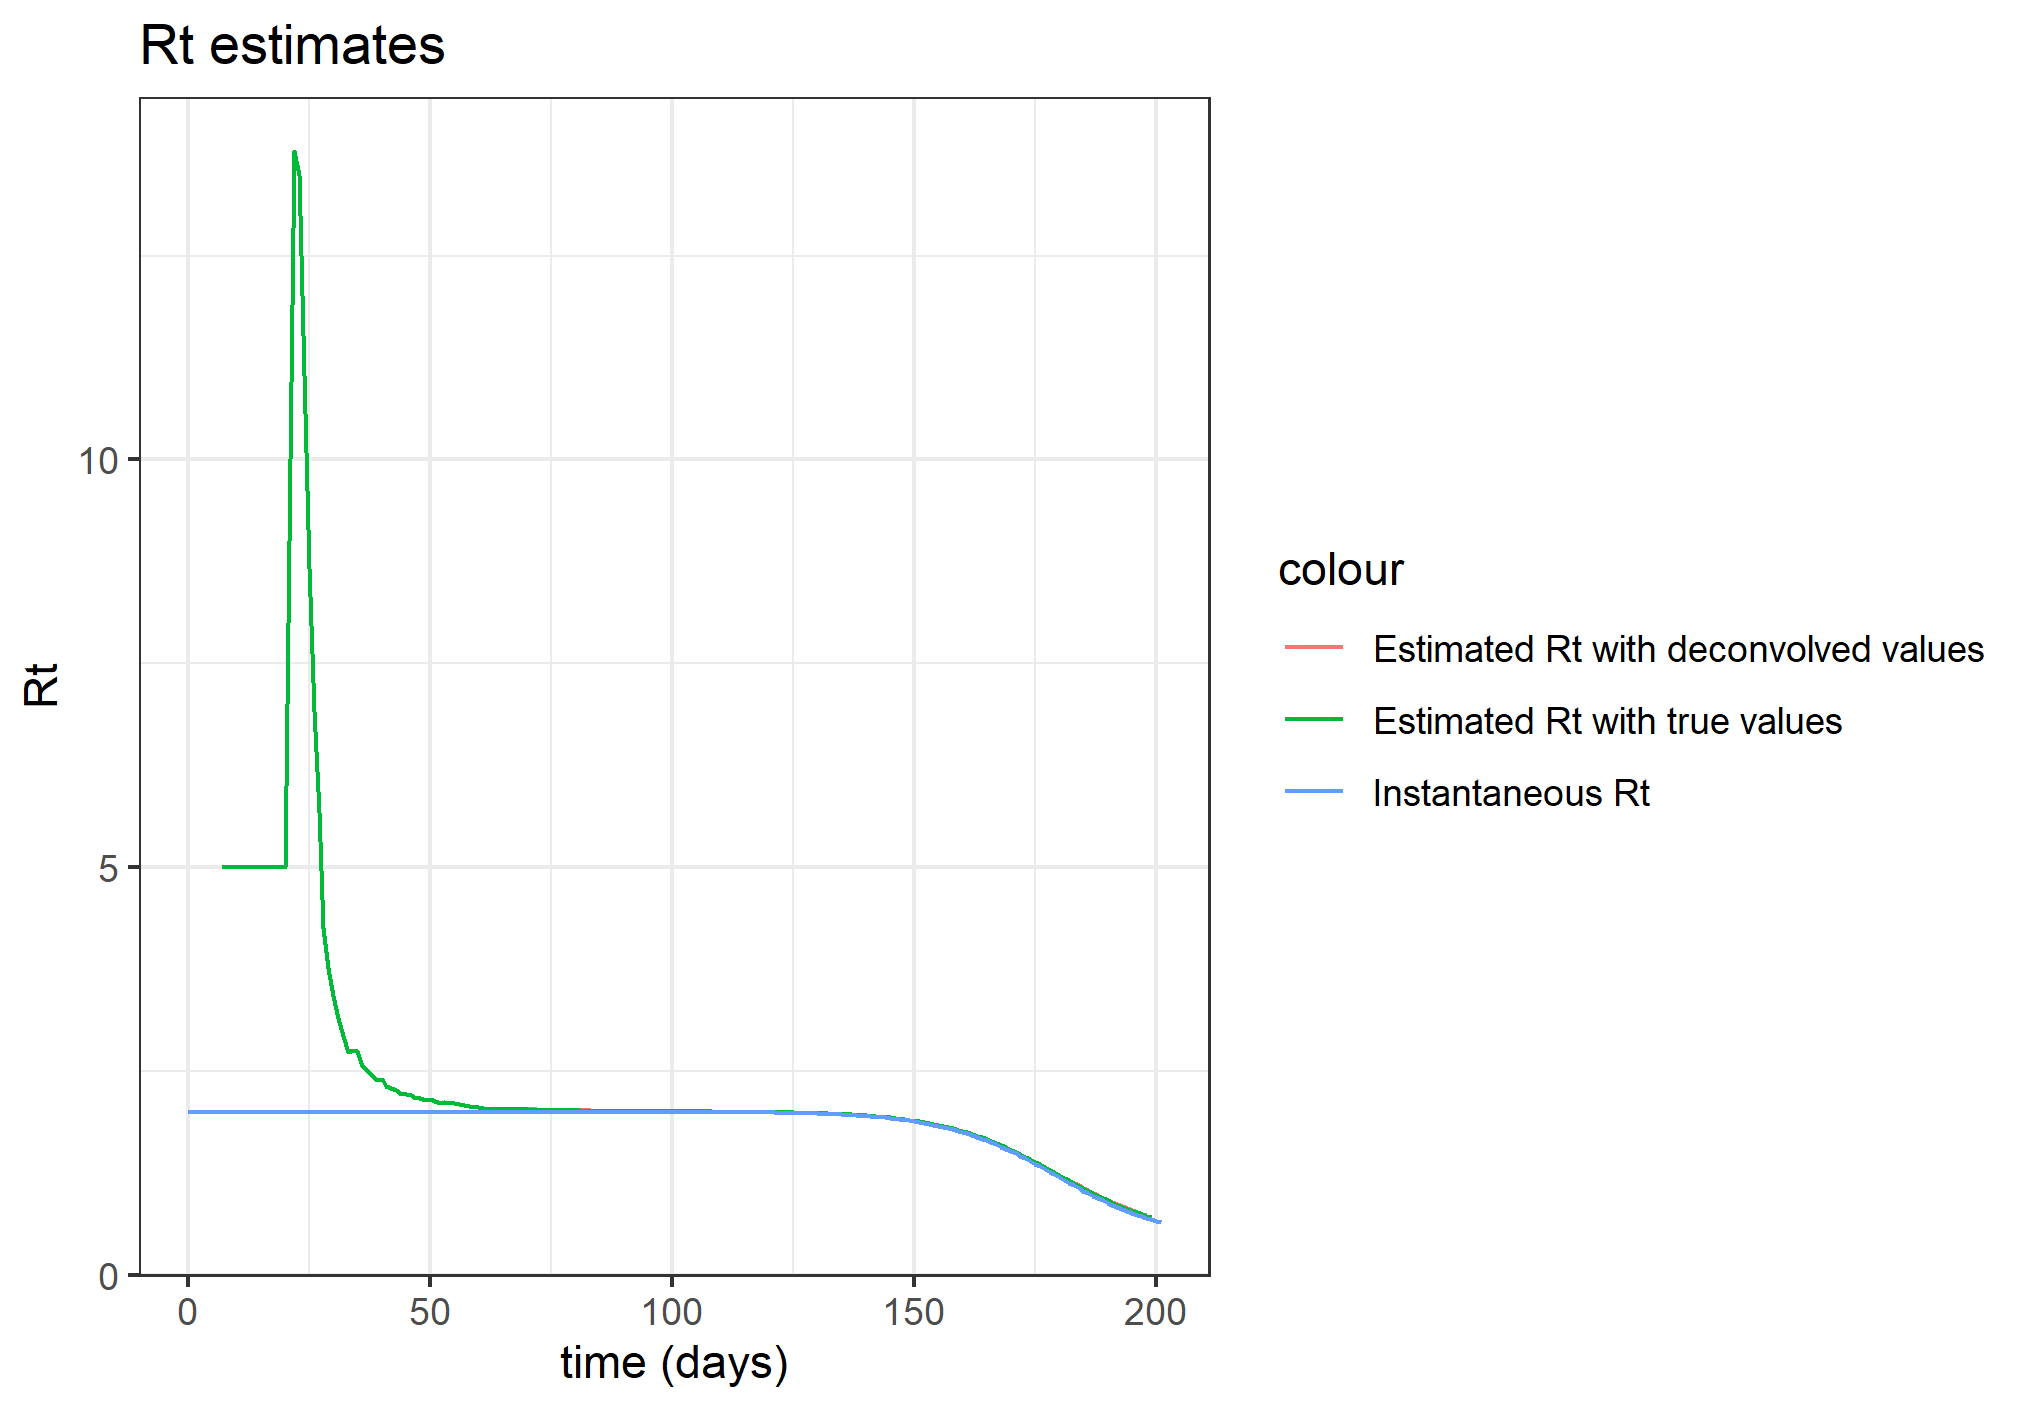 Rt estimates
Rt
10
5
0
0 50 100 150 200
time (days)
colour
Estimated Rt with deconvolved values
Estimated Rt with true values
Instantaneous Rt